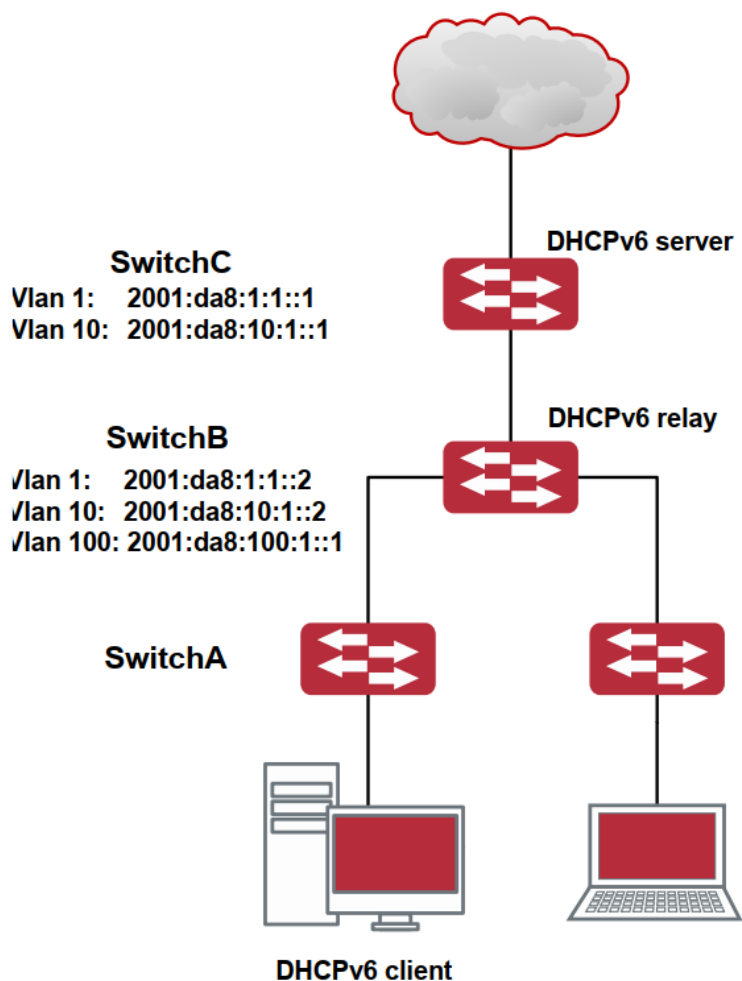 DHCPv6 server
SwitchC
Vlan 1: 2001:da8:1:1::1
Vlan 10: 2001:da8:10:1::1
DHCPv6 relay
SwitchB
Vlan 1: 2001:da8:1:1::2
Vlan 10: 2001:da8:10:1::2
Vlan 100: 2001:da8:100:1::1
SwitchA
DHCPv6 client